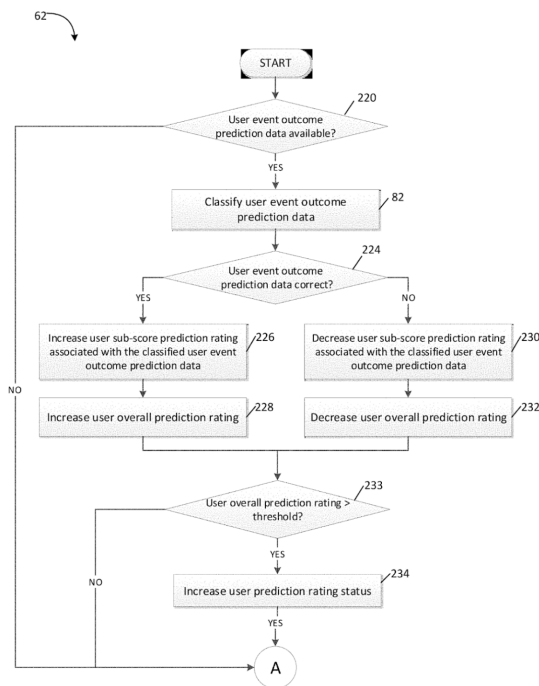 62
START
220
User event outcome
prediction data available?
YES
Classify user event outcome
prediction data
82
224
User event outcome
prediction data correct?
YES
NO
Increase user sub-score prediction rating
associated with the classified user event
outcome prediction data
226
Decrease user sub-score prediction rating
associated with the classified user event
outcome prediction data
230
NO
Increase user overall prediction rating
228
Decrease user overall prediction rating
232
233
User overall prediction rating >
threshold?
YES
NO
Increase user prediction rating status
234
YES
A